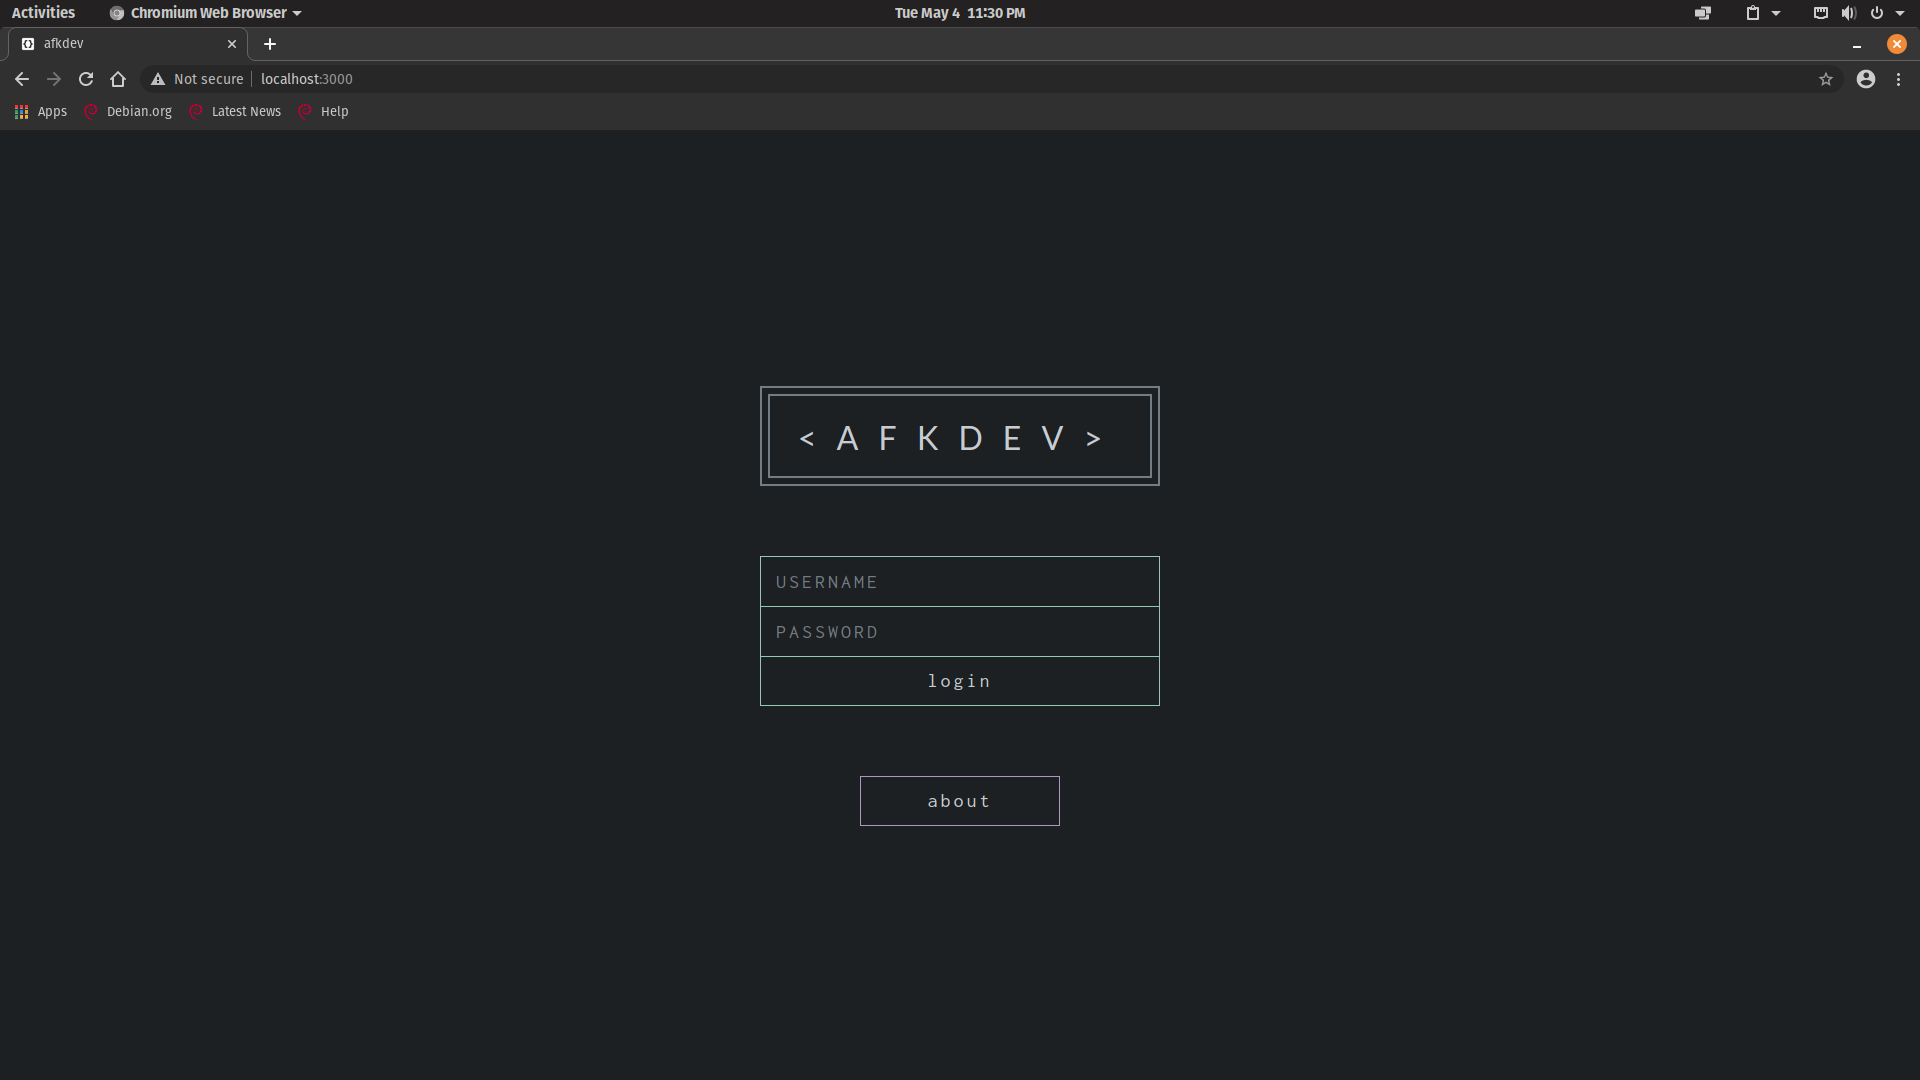 Activities Chromium Web Browser Tue May 4 11:30 PM
afkdev
Not secure localhost:3000
Apps Debian.org Latest News Help
<AFKDEV>
USERNAME
PASSWORD
login
about